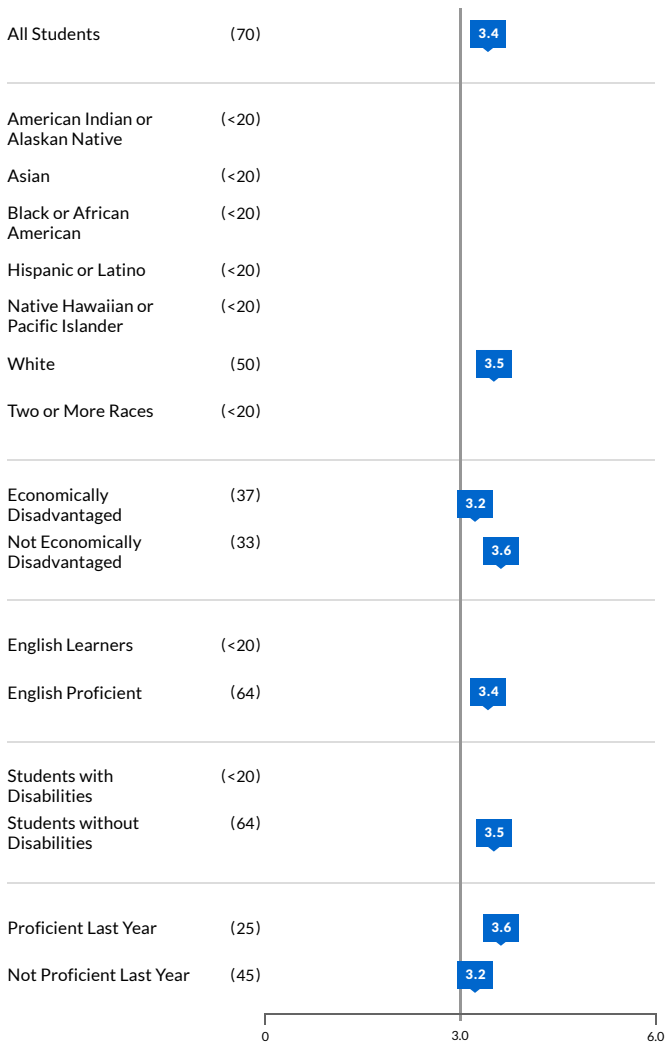 All Students (70) 3.4
American Indian or (<20)
Alaskan Native
Asian (<20)
Black or African (<20)
American
Hispanic or Latino (<20)
Native Hawaiian or (<20)
Pacific Islander
White (50) 3.5
Two or More Races (<20)
Economically (37) 3.2
Disadvantaged
Not Economically (33) 3.6
Disadvantaged
English Learners (<20)
English Proficient (64) 3.4
Students with (<20)
Disabilities
Students without (64) 3.5
Disabilities
Proficient Last Year (25) 3.6
Not Proficient Last Year (45) 3.2
0 3.0 6.0